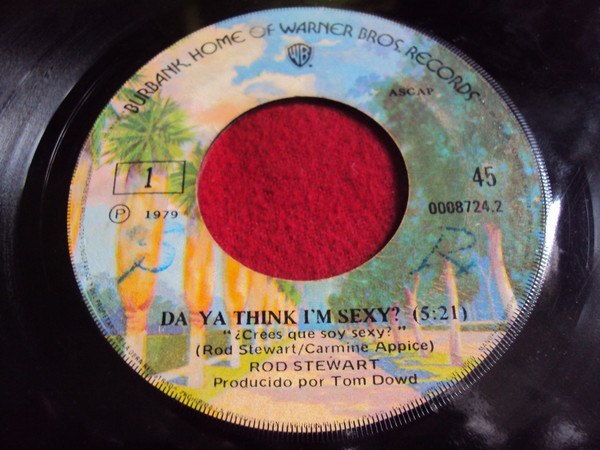 BURBANK, HOME OF WARNER BROS. RECORDS
WB
ASCAP
1
45
Ⓟ 1979
0008724.2
R R
DA YA THINK I'M SEXY? (5:21)
"¿Crees que soy sexy?"
(Rod Stewart/Carmine Appice)
ROD STEWART
Producido por Tom Dowd